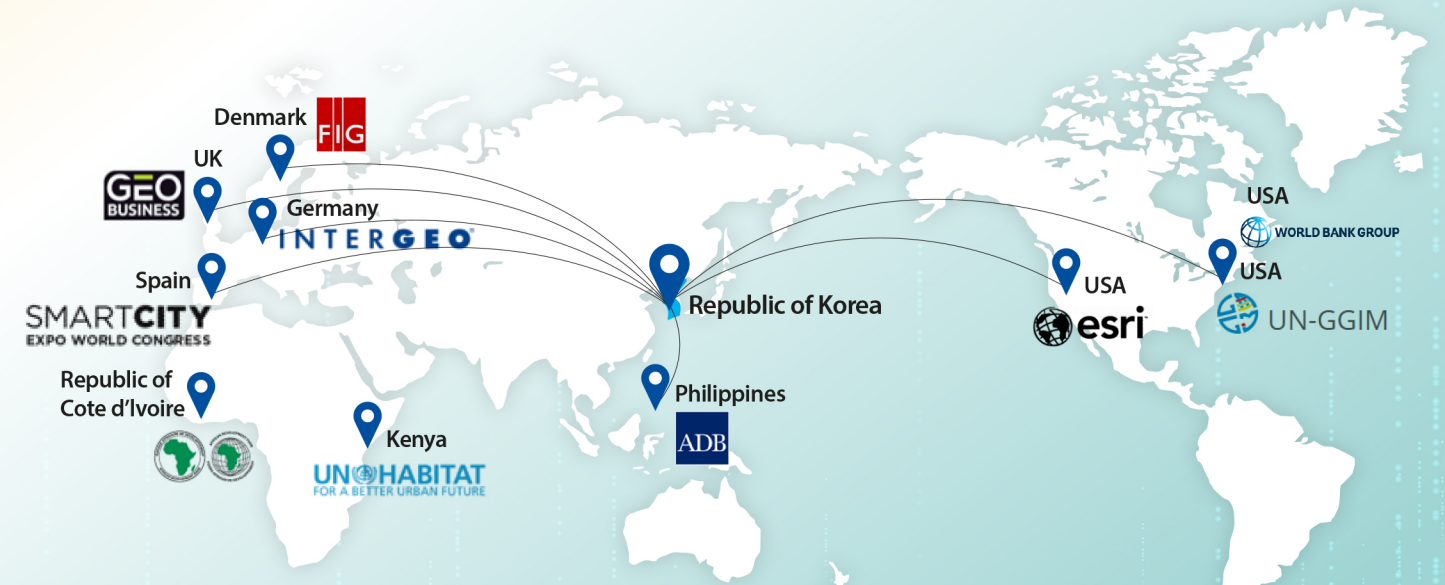 Denmark
FIG
UK
GEO
BUSINESS
Germany
INTERGEO
Spain
SMARTCITY
EXPO WORLD CONGRESS
Republic of
Cote d'Ivoire
Kenya
UN HABITAT
FOR A BETTER URBAN FUTURE
Republic of Korea
Philippines
ADB
USA
esri
USA
WORLD BANK GROUP
USA
UN-GGIM